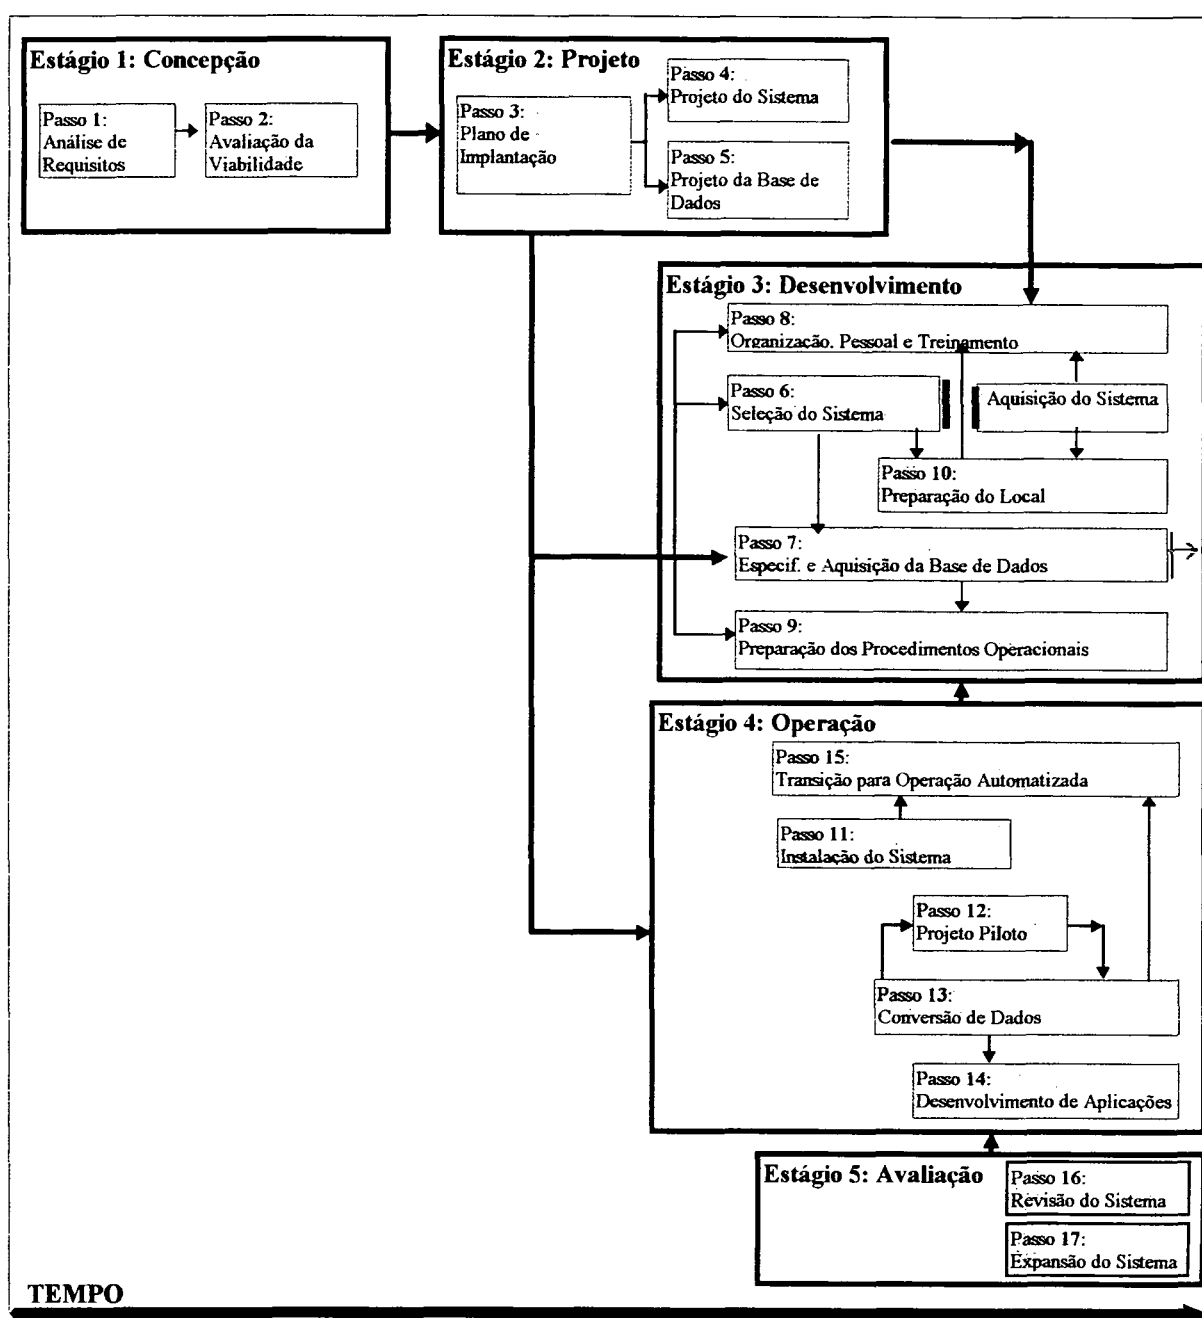 Estágio 1: Concepção
Passo 1:
Análise de
Requisitos
Passo 2:
Avaliação da
Viabilidade
Estágio 2: Projeto
Passo 3:
Plano de
Implantação
Passo 4:
Projeto do Sistema
Passo 5:
Projeto da Base de
Dados
Estágio 3: Desenvolvimento
Passo 8:
Organização. Pessoal e Treinamento
Passo 6:
Seleção do Sistema
Aquisição do Sistema
Passo 10:
Preparação do Local
Passo 7:
Especif. e Aquisição da Base de Dados
Passo 9:
Preparação dos Procedimentos Operacionais
Estágio 4: Operação
Passo 15:
Transição para Operação Automatizada
Passo 11:
Instalação do Sistema
Passo 12:
Projeto Piloto
Passo 13:
Conversão de Dados
Passo 14:
Desenvolvimento de Aplicações
Estágio 5: Avaliação
Passo 16:
Revisão do Sistema
Passo 17:
Expansão do Sistema
TEMPO